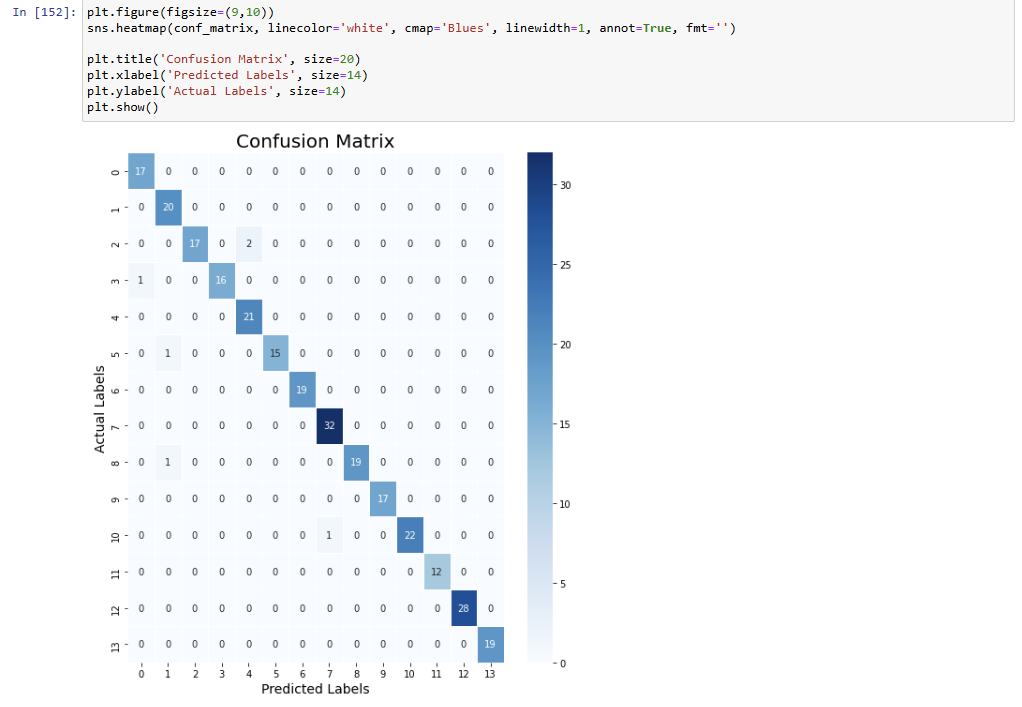 In [152]: plt.figure(figsize=(9,10))
sns.heatmap(conf_matrix, linecolor='white', cmap='Blues', linewidth=1, annot=True, fmt='')
plt.title('Confusion Matrix', size=20)
plt.xlabel('Predicted Labels', size=14)
plt.ylabel('Actual Labels', size=14)
plt.show()
Confusion Matrix
0 17 0 0 0 0 0 0 0 0 0 0 0 0 0
1 0 20 0 0 0 0 0 0 0 0 0 0 0 0
2 0 0 17 0 2 0 0 0 0 0 0 0 0 0
3 1 0 0 16 0 0 0 0 0 0 0 0 0 0
4 0 0 0 0 21 0 0 0 0 0 0 0 0 0
5 0 1 0 0 0 15 0 0 0 0 0 0 0 0
6 0 0 0 0 0 0 19 0 0 0 0 0 0 0
7 0 0 0 0 0 0 0 32 0 0 0 0 0 0
8 0 1 0 0 0 0 0 0 19 0 0 0 0 0
9 0 0 0 0 0 0 0 0 0 17 0 0 0 0
10 0 0 0 0 0 0 0 1 0 0 22 0 0 0
11 0 0 0 0 0 0 0 0 0 0 0 12 0 0
12 0 0 0 0 0 0 0 0 0 0 0 0 28 0
13 0 0 0 0 0 0 0 0 0 0 0 0 0 19
0 1 2 3 4 5 6 7 8 9 10 11 12 13
Predicted Labels
Actual Labels
30
25
20
15
10
5
0